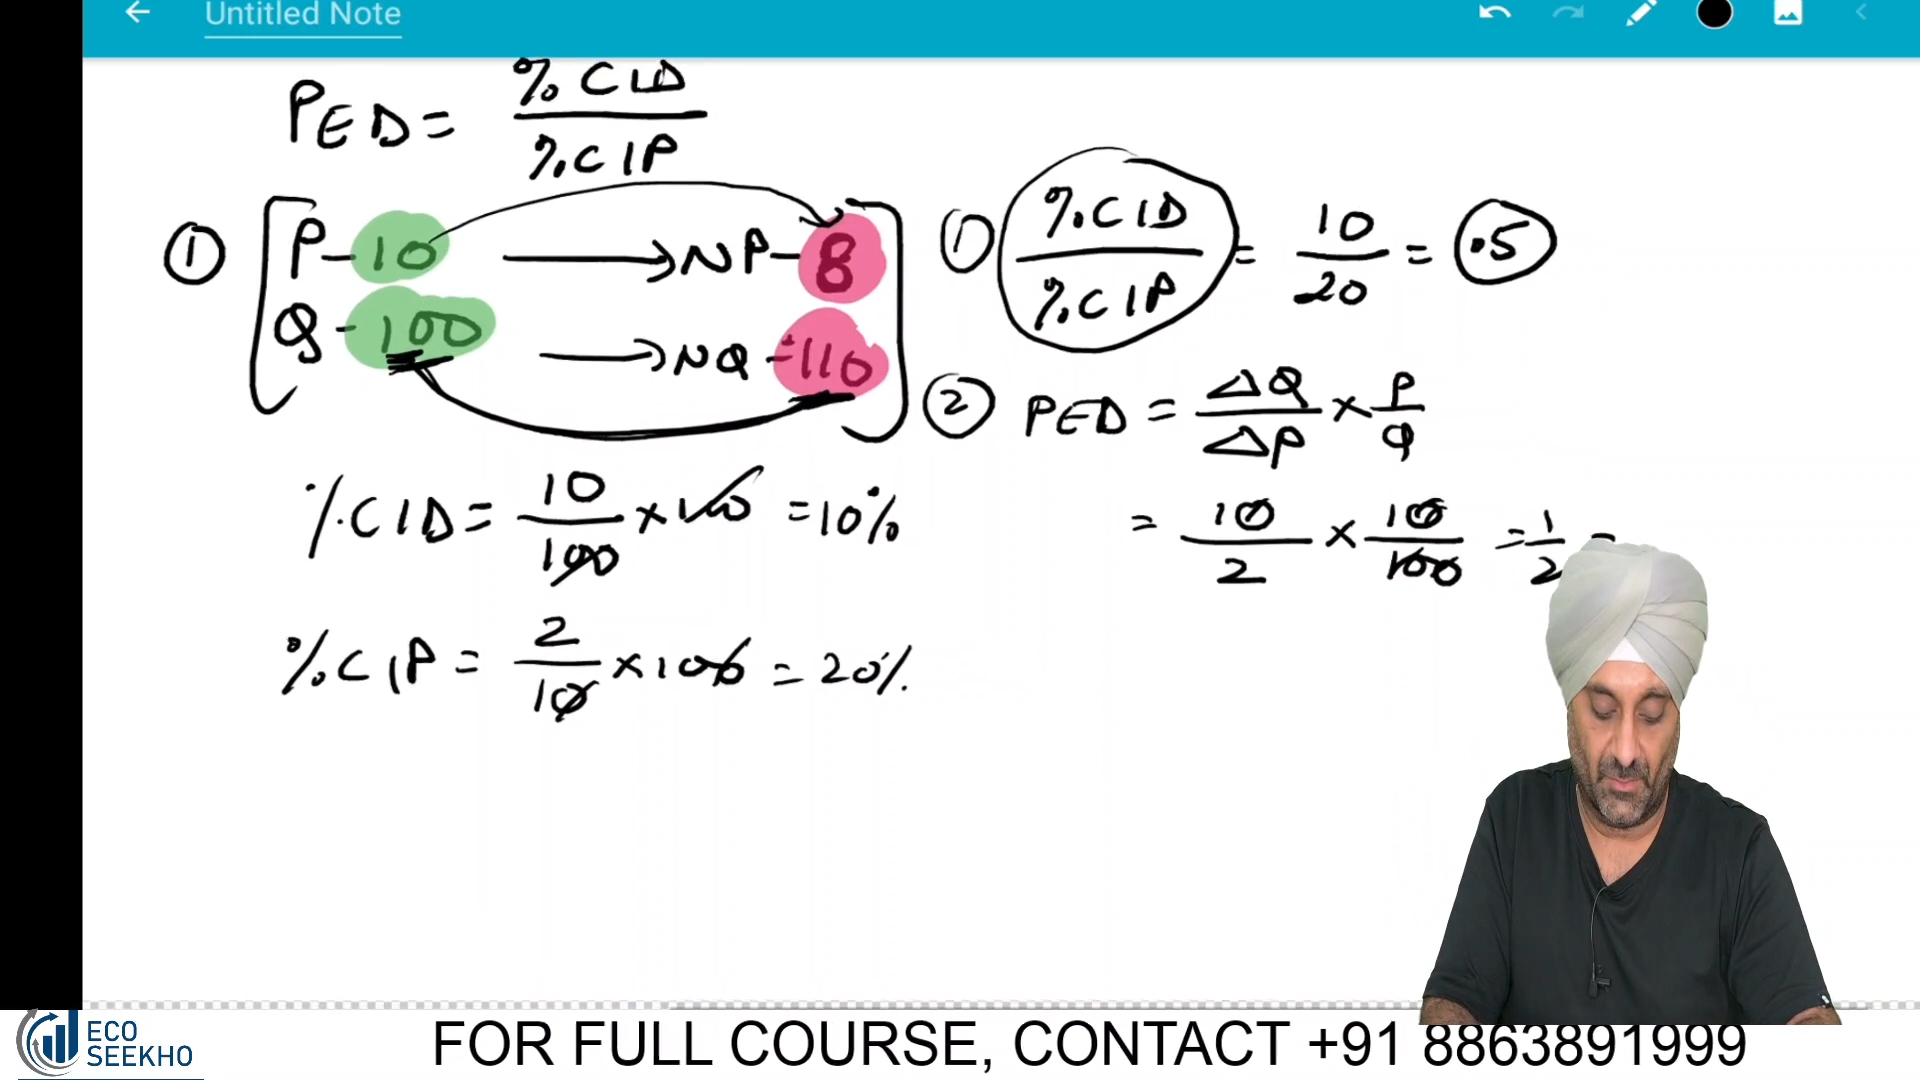 Untitled Note
PED = %CID / %CIP
① P-10 → NP-8
Q-100 → NQ-110
%CID = 10/100 × 100 = 10%
%CIP = 2/10 × 100 = 20%
① %CID / %CIP = 10/20 = .5
② PED = ΔQ/ΔP × P/Q
= 10/2 × 10/100 = 1/2 =
ECO
SEEKHO
FOR FULL COURSE, CONTACT +91 8863891999